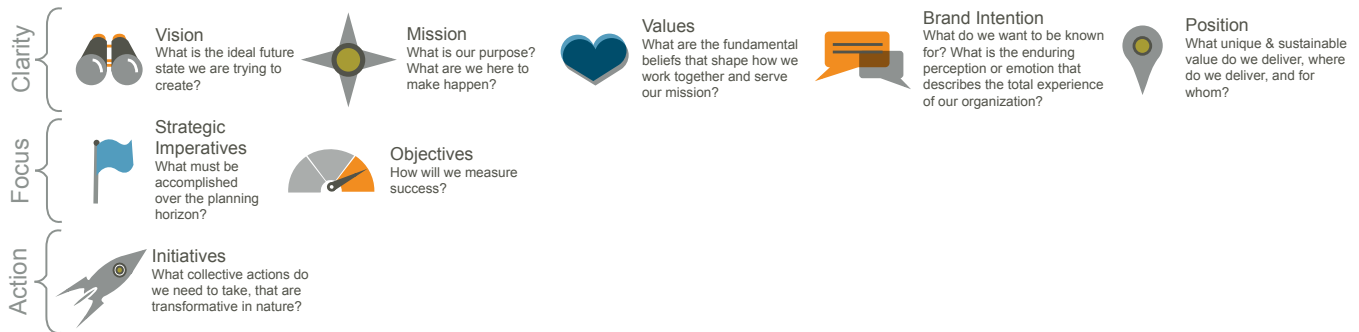 Clarity
Vision
What is the ideal future
state we are trying to
create?
Mission
What is our purpose?
What are we here to
make happen?
Values
What are the fundamental
beliefs that shape how we
work together and serve
our mission?
Brand Intention
What do we want to be known
for? What is the enduring
perception or emotion that
describes the total experience
of our organization?
Position
What unique & sustainable
value do we deliver, where
do we deliver, and for
whom?
Focus
Strategic
Imperatives
What must be
accomplished
over the planning
horizon?
Objectives
How will we measure
success?
Action
Initiatives
What collective actions do
we need to take, that are
transformative in nature?